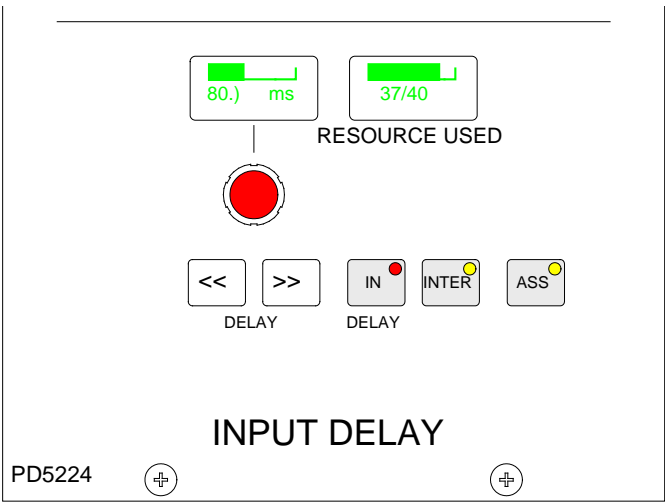 80.) ms
37/40
RESOURCE USED
<< >> IN INTER ASS
DELAY DELAY
INPUT DELAY
PD5224